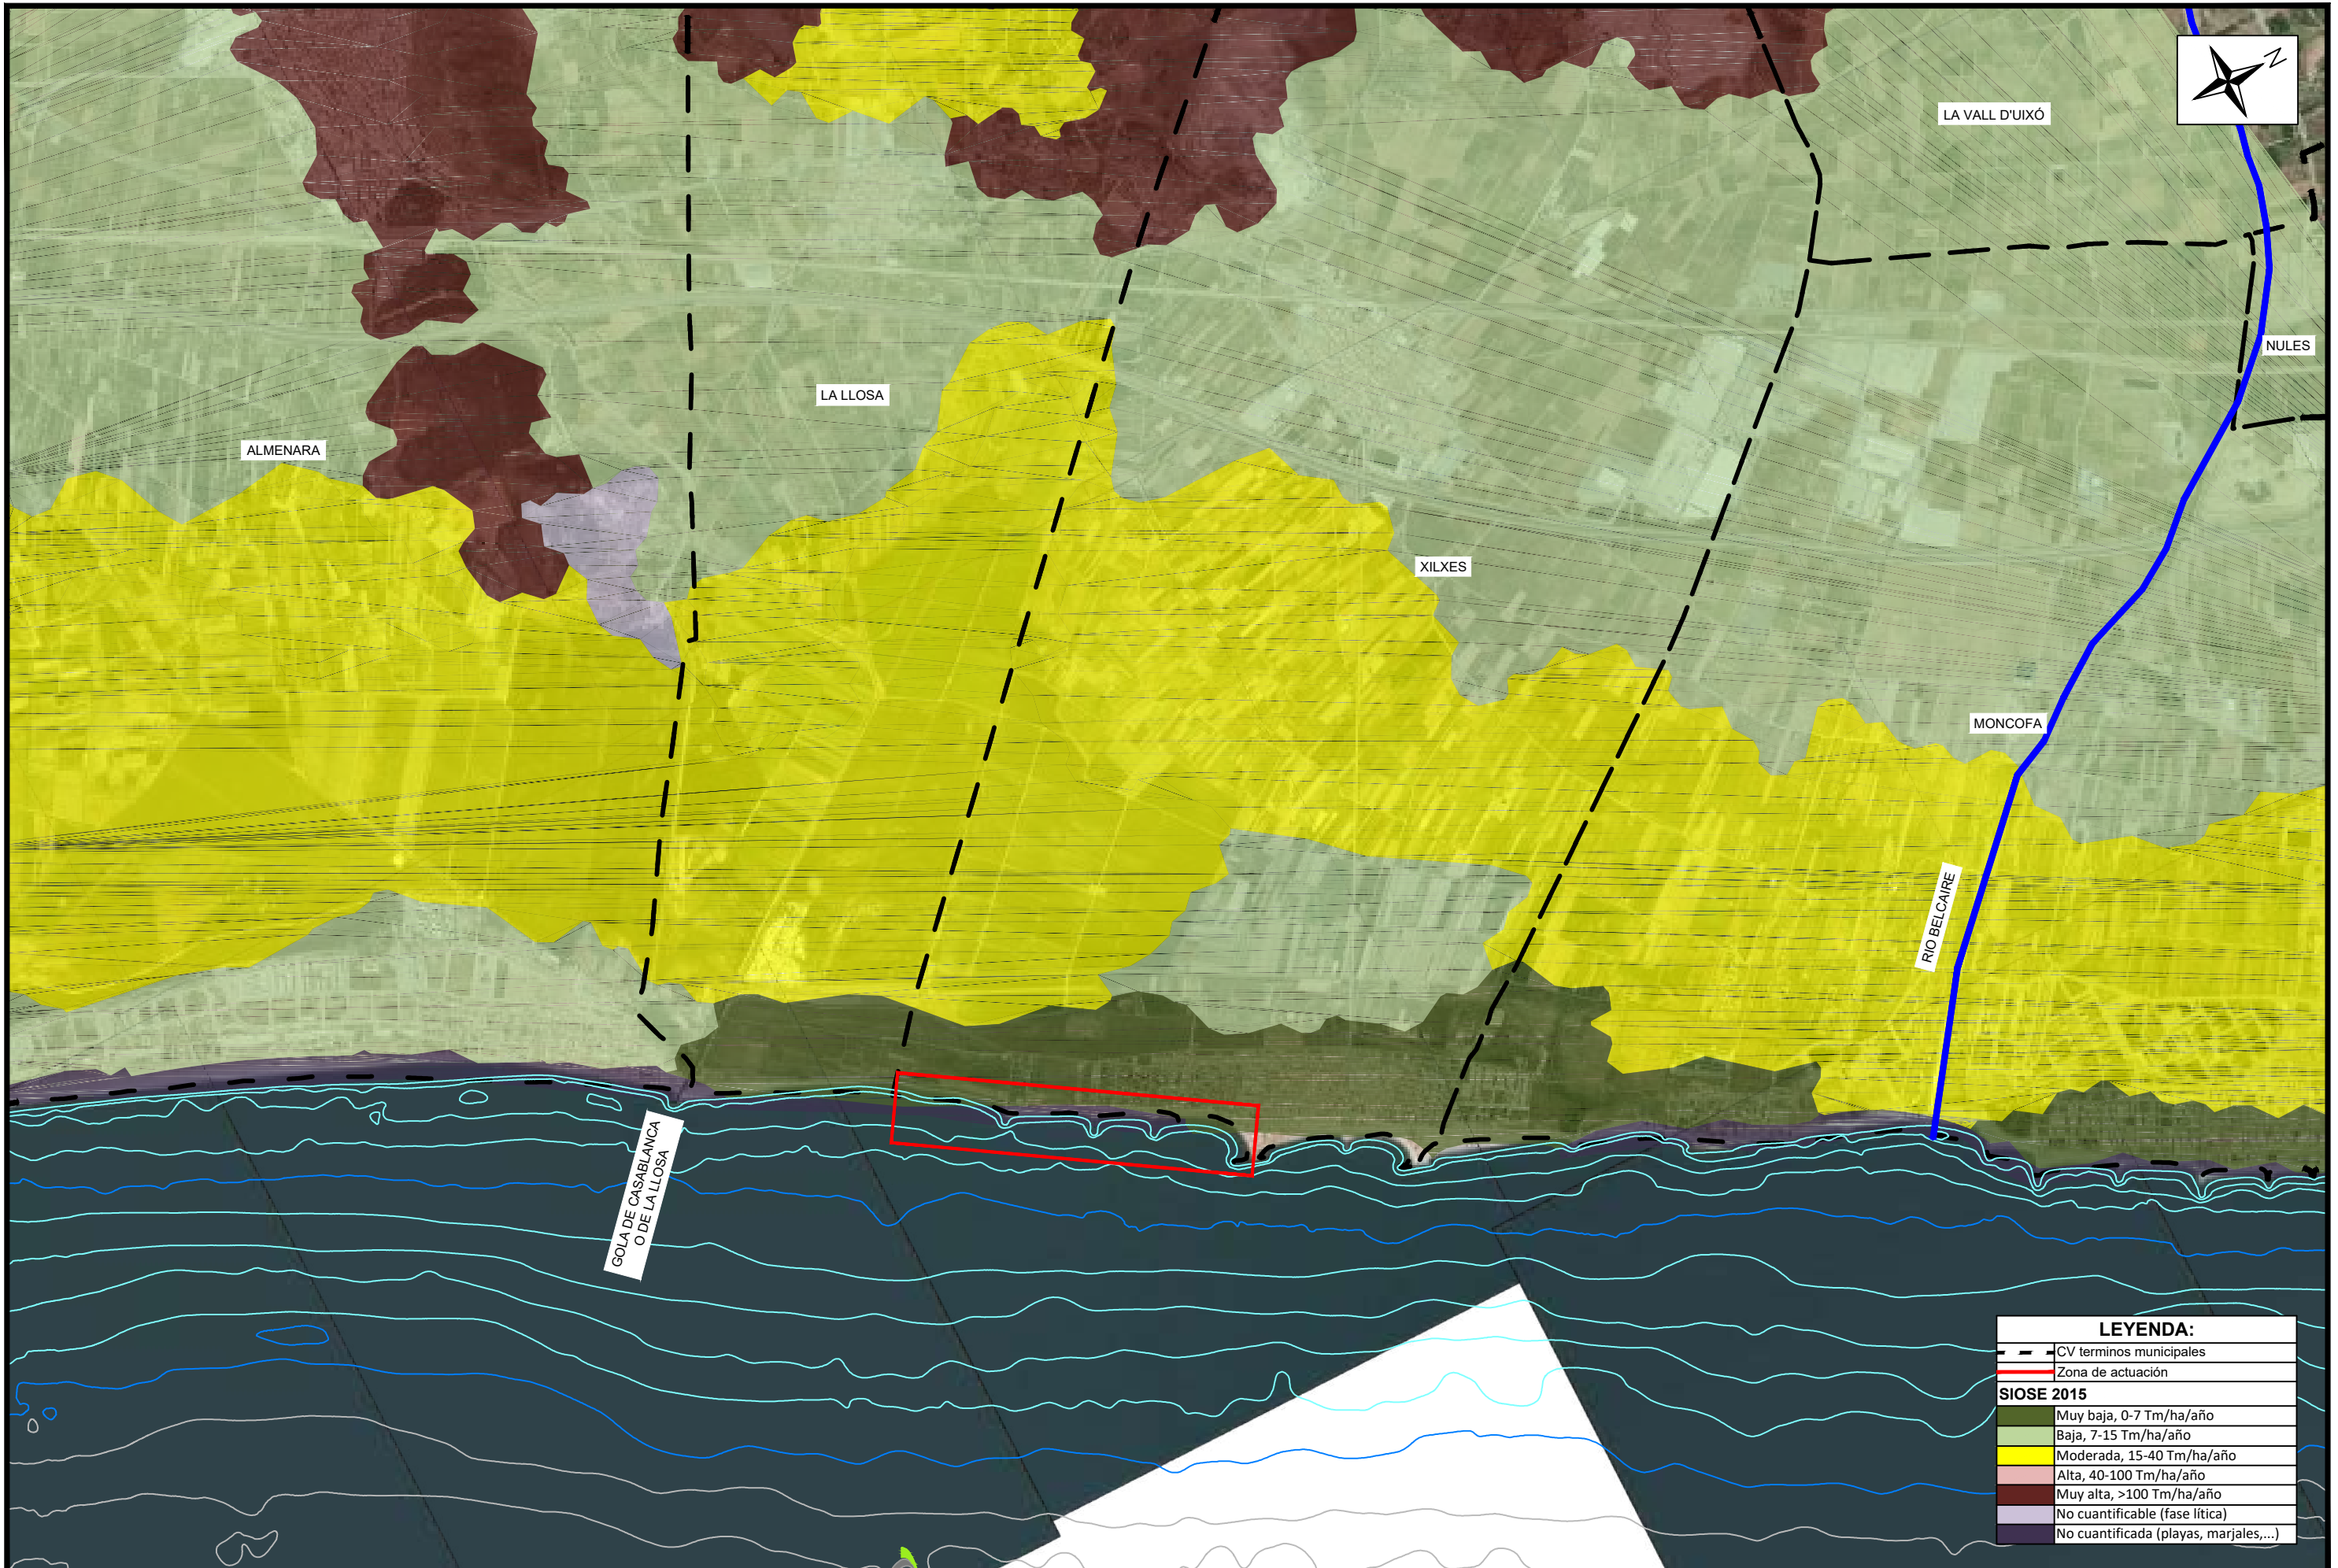 N
LA VALL D'UIXÓ
NULES
LA LLOSA
ALMENARA
XILXES
MONCOFA
RIO BELCAIRE
GOLA DE CASABLANCA
O DE LA LLOSA
LEYENDA:
CV terminos municipales
Zona de actuación
SIOSE 2015
Muy baja, 0-7 Tm/ha/año
Baja, 7-15 Tm/ha/año
Moderada, 15-40 Tm/ha/año
Alta, 40-100 Tm/ha/año
Muy alta, >100 Tm/ha/año
No cuantificable (fase lítica)
No cuantificada (playas, marjales,...)